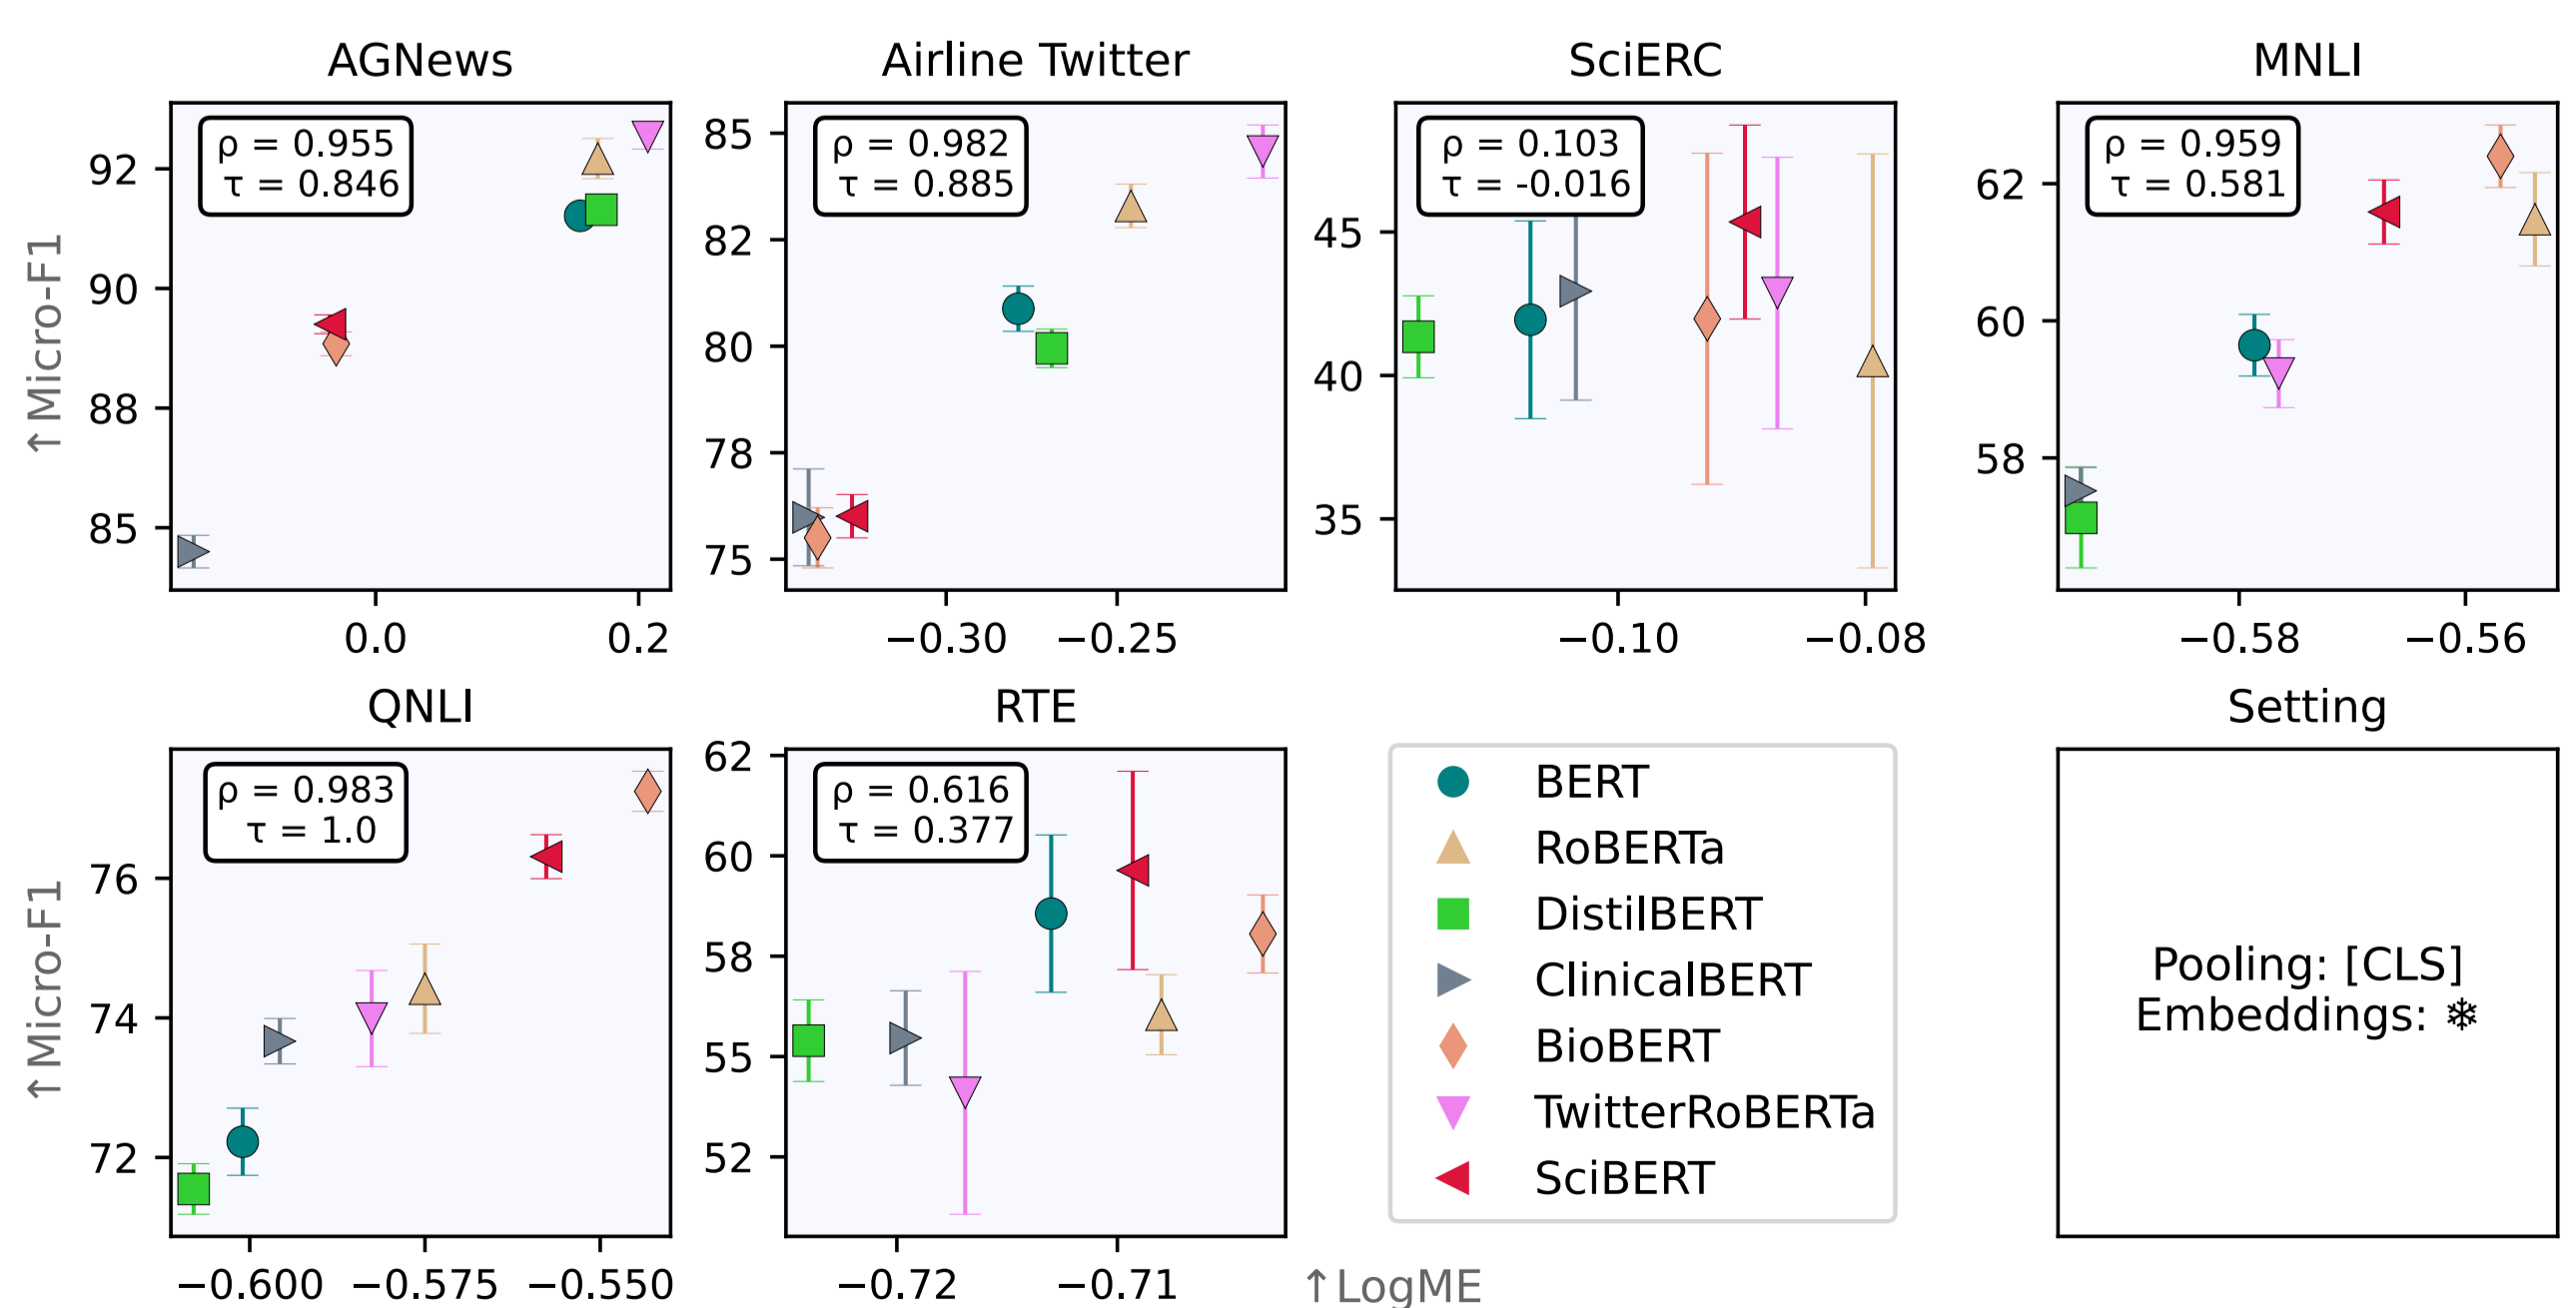 AGNews
Airline Twitter
SciERC
MNLI
ρ = 0.955
τ = 0.846
ρ = 0.982
τ = 0.885
ρ = 0.103
τ = -0.016
ρ = 0.959
τ = 0.581
↑Micro-F1
92
90
88
85
85
82
80
78
75
45
40
35
62
60
58
0.0
0.2
−0.30
−0.25
−0.10
−0.08
−0.58
−0.56
QNLI
RTE
Setting
ρ = 0.983
τ = 1.0
ρ = 0.616
τ = 0.377
↑Micro-F1
76
74
72
62
60
58
55
52
BERT
RoBERTa
DistilBERT
ClinicalBERT
BioBERT
TwitterRoBERTa
SciBERT
Pooling: [CLS]
Embeddings: ❄
−0.600
−0.575
−0.550
−0.72
−0.71
↑LogME